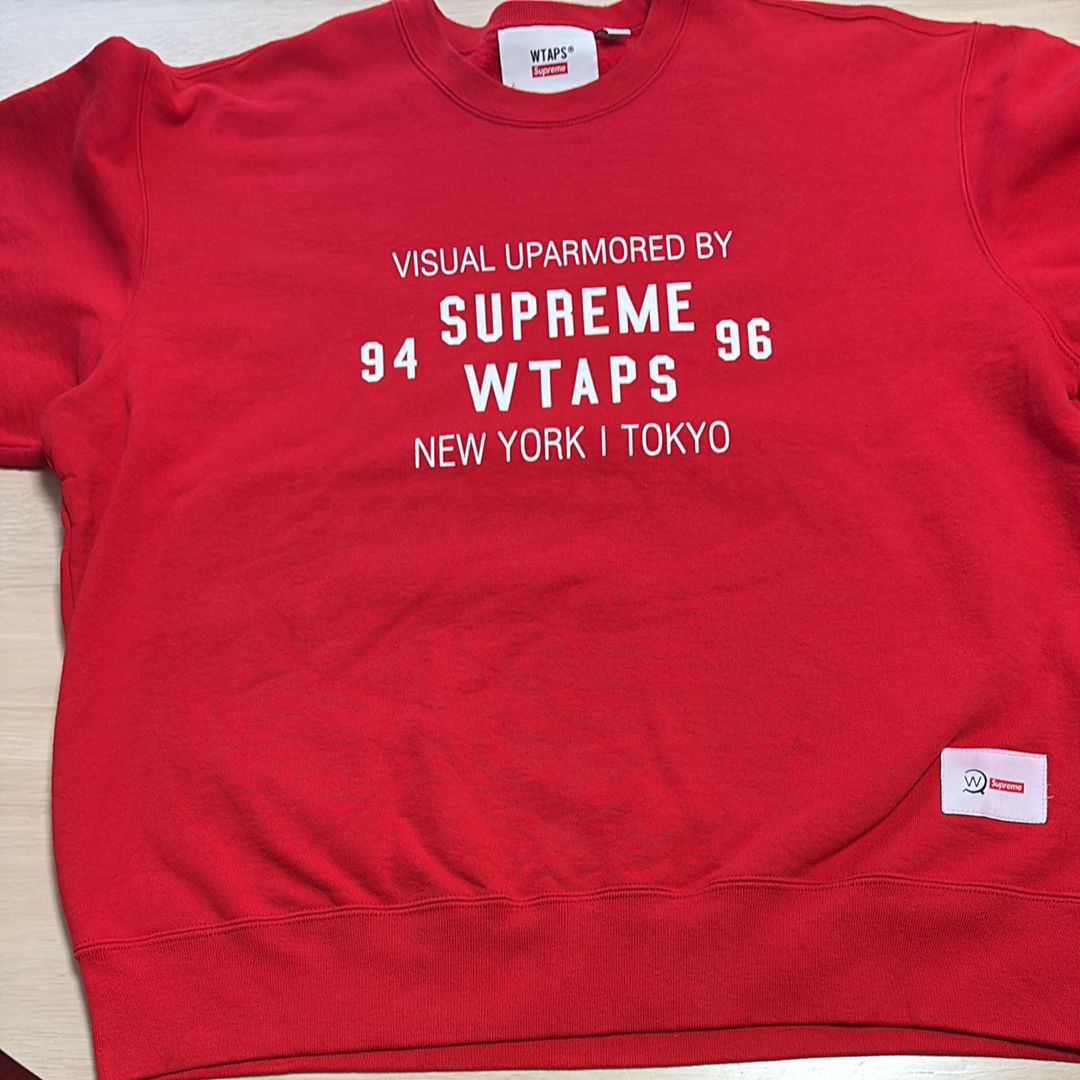 WTAPS®
Supreme
VISUAL UPARMORED BY
SUPREME
94 96
WTAPS
NEW YORK | TOKYO
W Supreme